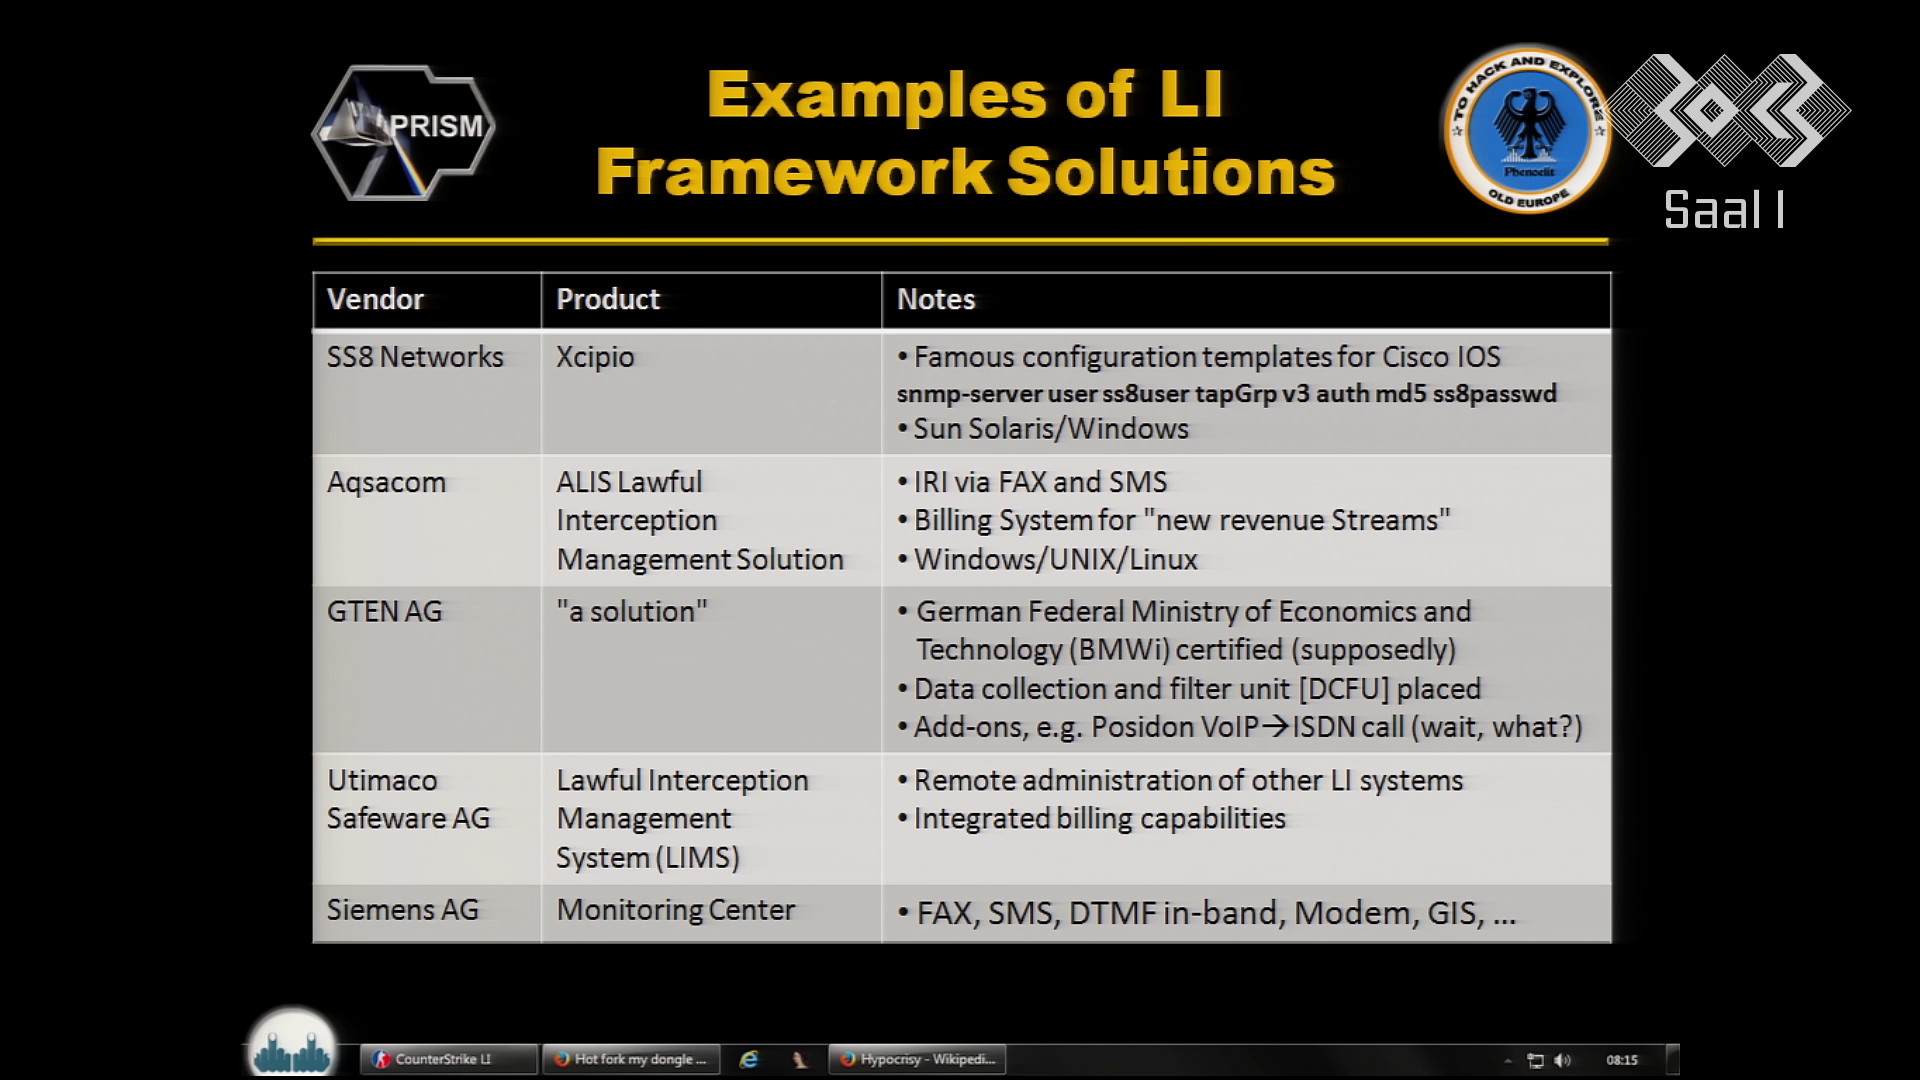 Examples of LI
Framework Solutions
PRISM
TO HACK AND EXPLORE
Phenoelit
OLD EUROPE
30C3
Saal 1
Vendor Product Notes
SS8 Networks Xcipio • Famous configuration templates for Cisco IOS
snmp-server user ss8user tapGrp v3 auth md5 ss8passwd
• Sun Solaris/Windows
Aqsacom ALIS Lawful • IRI via FAX and SMS
Interception • Billing System for "new revenue Streams"
Management Solution • Windows/UNIX/Linux
GTEN AG "a solution" • German Federal Ministry of Economics and
Technology (BMWi) certified (supposedly)
• Data collection and filter unit [DCFU] placed
• Add-ons, e.g. Posidon VoIP→ISDN call (wait, what?)
Utimaco Lawful Interception • Remote administration of other LI systems
Safeware AG Management • Integrated billing capabilities
System (LIMS)
Siemens AG Monitoring Center • FAX, SMS, DTMF in-band, Modem, GIS, ...
CounterStrike LI Hot fork my dongle ... Hypocrisy - Wikipedi... 08:15